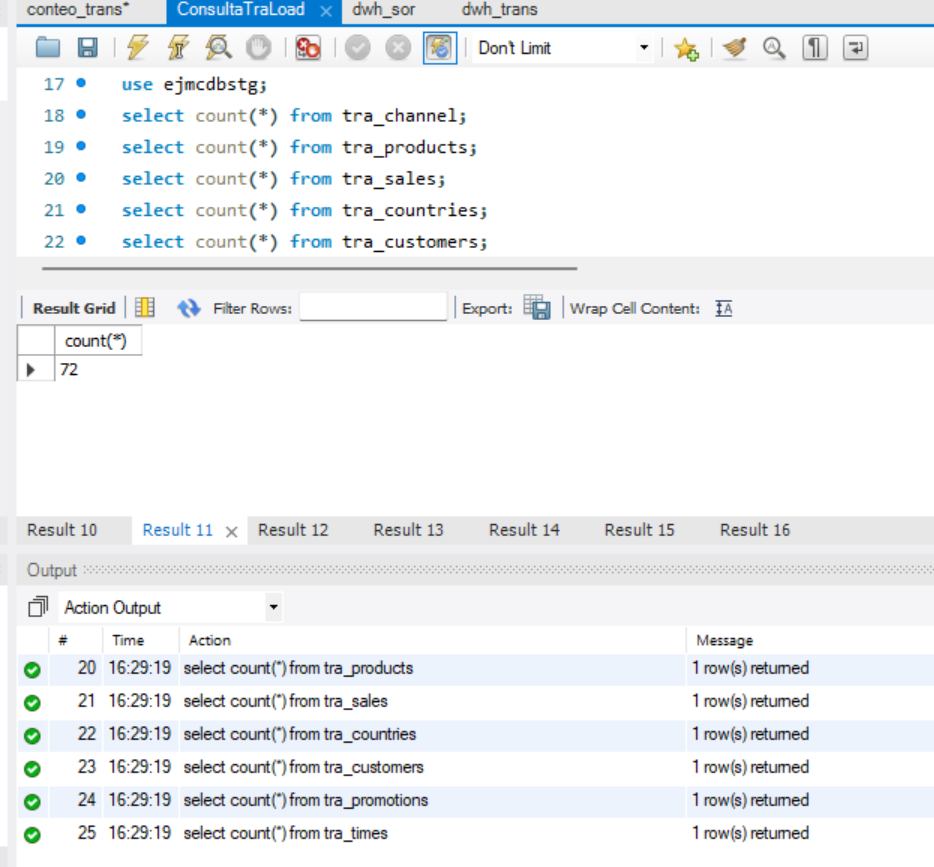 conteo_trans* ConsultaTraLoad × dwh_sor dwh_trans
Don't Limit
17 use ejmcdbstg;
18 select count(*) from tra_channel;
19 select count(*) from tra_products;
20 select count(*) from tra_sales;
21 select count(*) from tra_countries;
22 select count(*) from tra_customers;
Result Grid Filter Rows: Export: Wrap Cell Content: IA
count(*)
72
Result 10 Result 11 × Result 12 Result 13 Result 14 Result 15 Result 16
Output
Action Output
# Time Action Message
20 16:29:19 select count(*) from tra_products 1 row(s) returned
21 16:29:19 select count(*) from tra_sales 1 row(s) returned
22 16:29:19 select count(*) from tra_countries 1 row(s) returned
23 16:29:19 select count(*) from tra_customers 1 row(s) returned
24 16:29:19 select count(*) from tra_promotions 1 row(s) returned
25 16:29:19 select count(*) from tra_times 1 row(s) returned